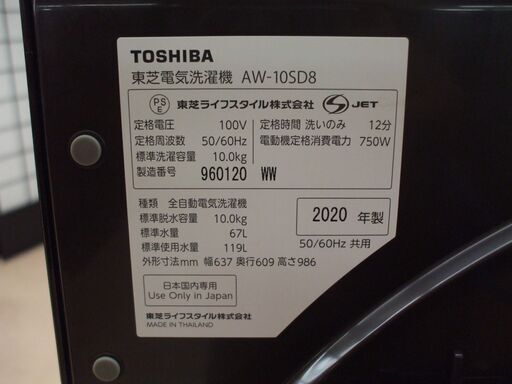 TOSHIBA
東芝電気洗濯機 AW-10SD8
PS E 東芝ライフスタイル株式会社 S JET
定格電圧 100V 定格時間 洗いのみ 12分
定格周波数 50/60Hz 電動機定格消費電力 750W
標準洗濯容量 10.0kg
製造番号 960120 WW
種類 全自動電気洗濯機
標準脱水容量 10.0kg
標準水量 67L
標準使用水量 119L
外形寸法mm 幅637 奥行609 高さ986
2020 年製
50/60Hz 共用
日本国内専用
Use Only in Japan
東芝ライフスタイル株式会社
MADE IN THAILAND